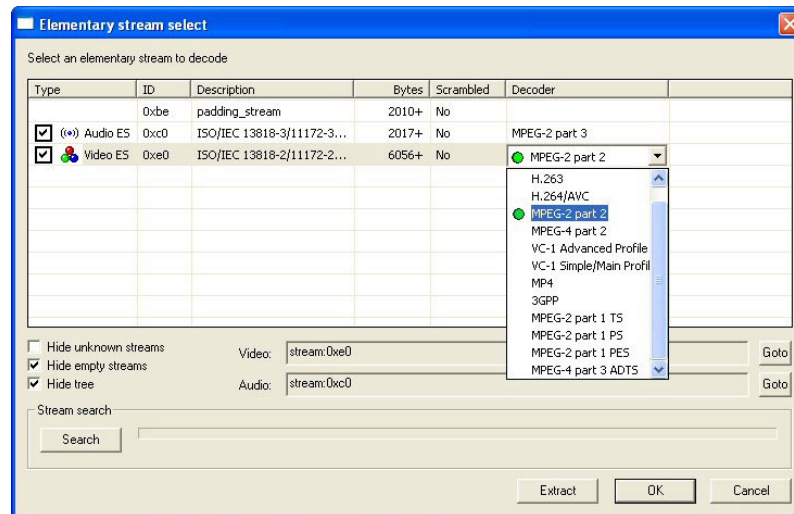 Elementary stream select
Select an elementary stream to decode
Type ID Description Bytes Scrambled Decoder
0xbe padding_stream 2010+ No
Audio ES 0xc0 ISO/IEC 13818-3/11172-3... 2017+ No MPEG-2 part 3
Video ES 0xe0 ISO/IEC 13818-2/11172-2... 6056+ No MPEG-2 part 2
H.263
H.264/AVC
MPEG-2 part 2
MPEG-4 part 2
VC-1 Advanced Profile
VC-1 Simple/Main Profil
MP4
3GPP
MPEG-2 part 1 TS
MPEG-2 part 1 PS
MPEG-2 part 1 PES
MPEG-4 part 3 ADTS
Hide unknown streams
Hide empty streams
Hide tree
Video: stream:0xe0 Goto
Audio: stream:0xc0 Goto
Stream search
Search
Extract OK Cancel